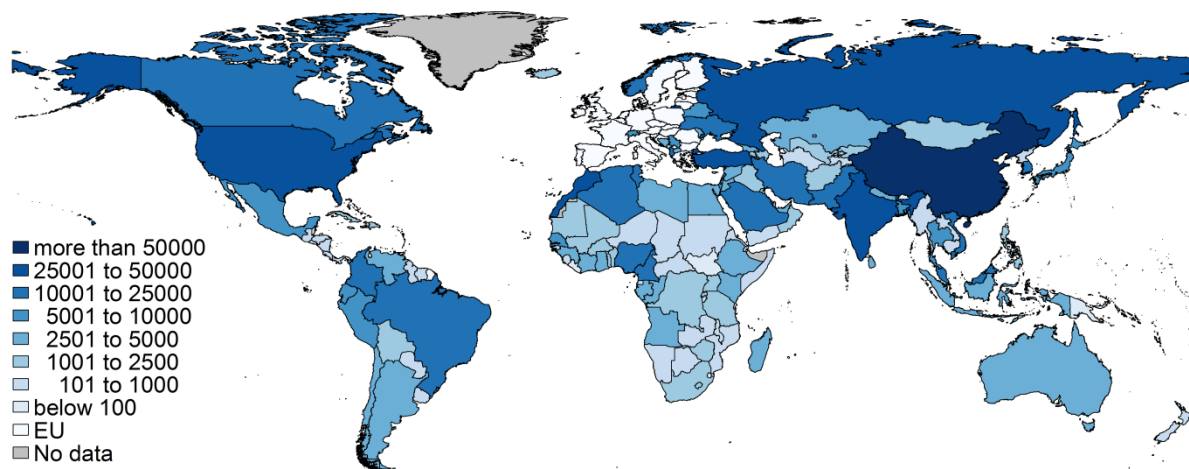 more than 50000
25001 to 50000
10001 to 25000
5001 to 10000
2501 to 5000
1001 to 2500
101 to 1000
below 100
EU
No data